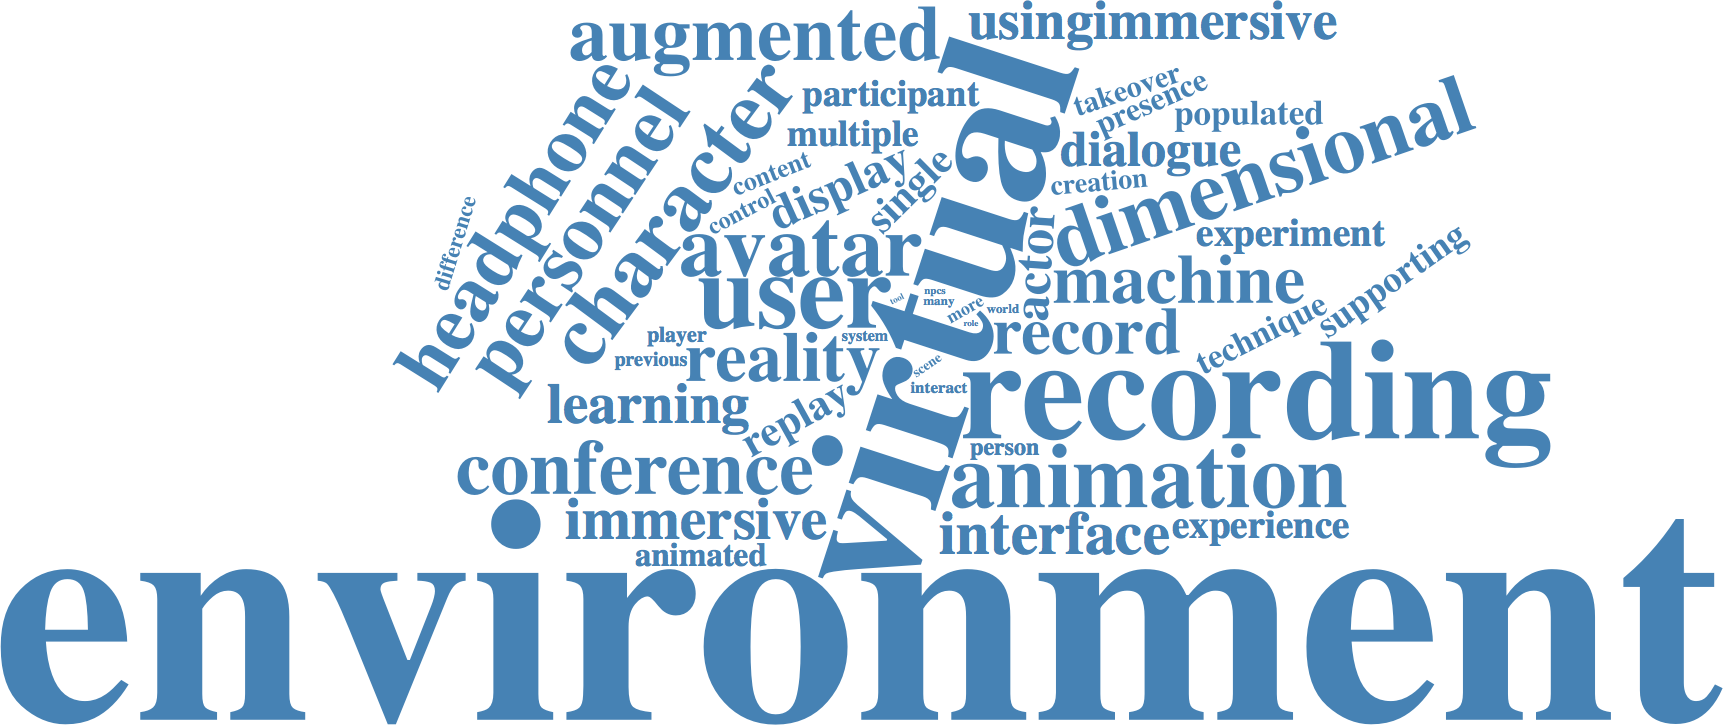 augmented
usingimmersive
headphone
personnel
character
participant
takeover
presence
populated
dimensional
multiple
dialogue
content
display
single
creation
control
difference
avatar
virtual
actor
experiment
user
machine
supporting
tool
npcs
many
more
world
role
record
technique
player
system
previous
reality
scene
interact
recording
learning
replay
person
conference
animation
immersive
interface
experience
animated
environment